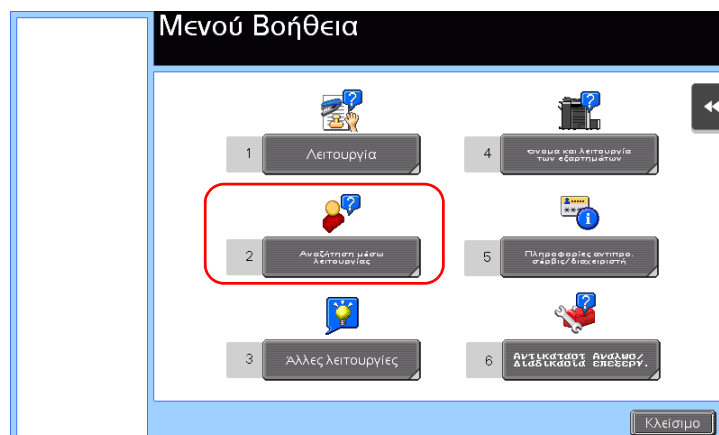 Μενού Βοήθεια
1
Λειτουργία
4
Όνομα και λειτουργία
των εξαρτημάτων
2
Αναζήτηση μέσω
λειτουργίας
5
Πληροφορίες αντιπρο.
σέρβις/διαχειριστή
3
Άλλες λειτουργίες
6
Αντικατάστ Αναλωσ/
Διαδικασία επεξεργ.
Κλείσιμο